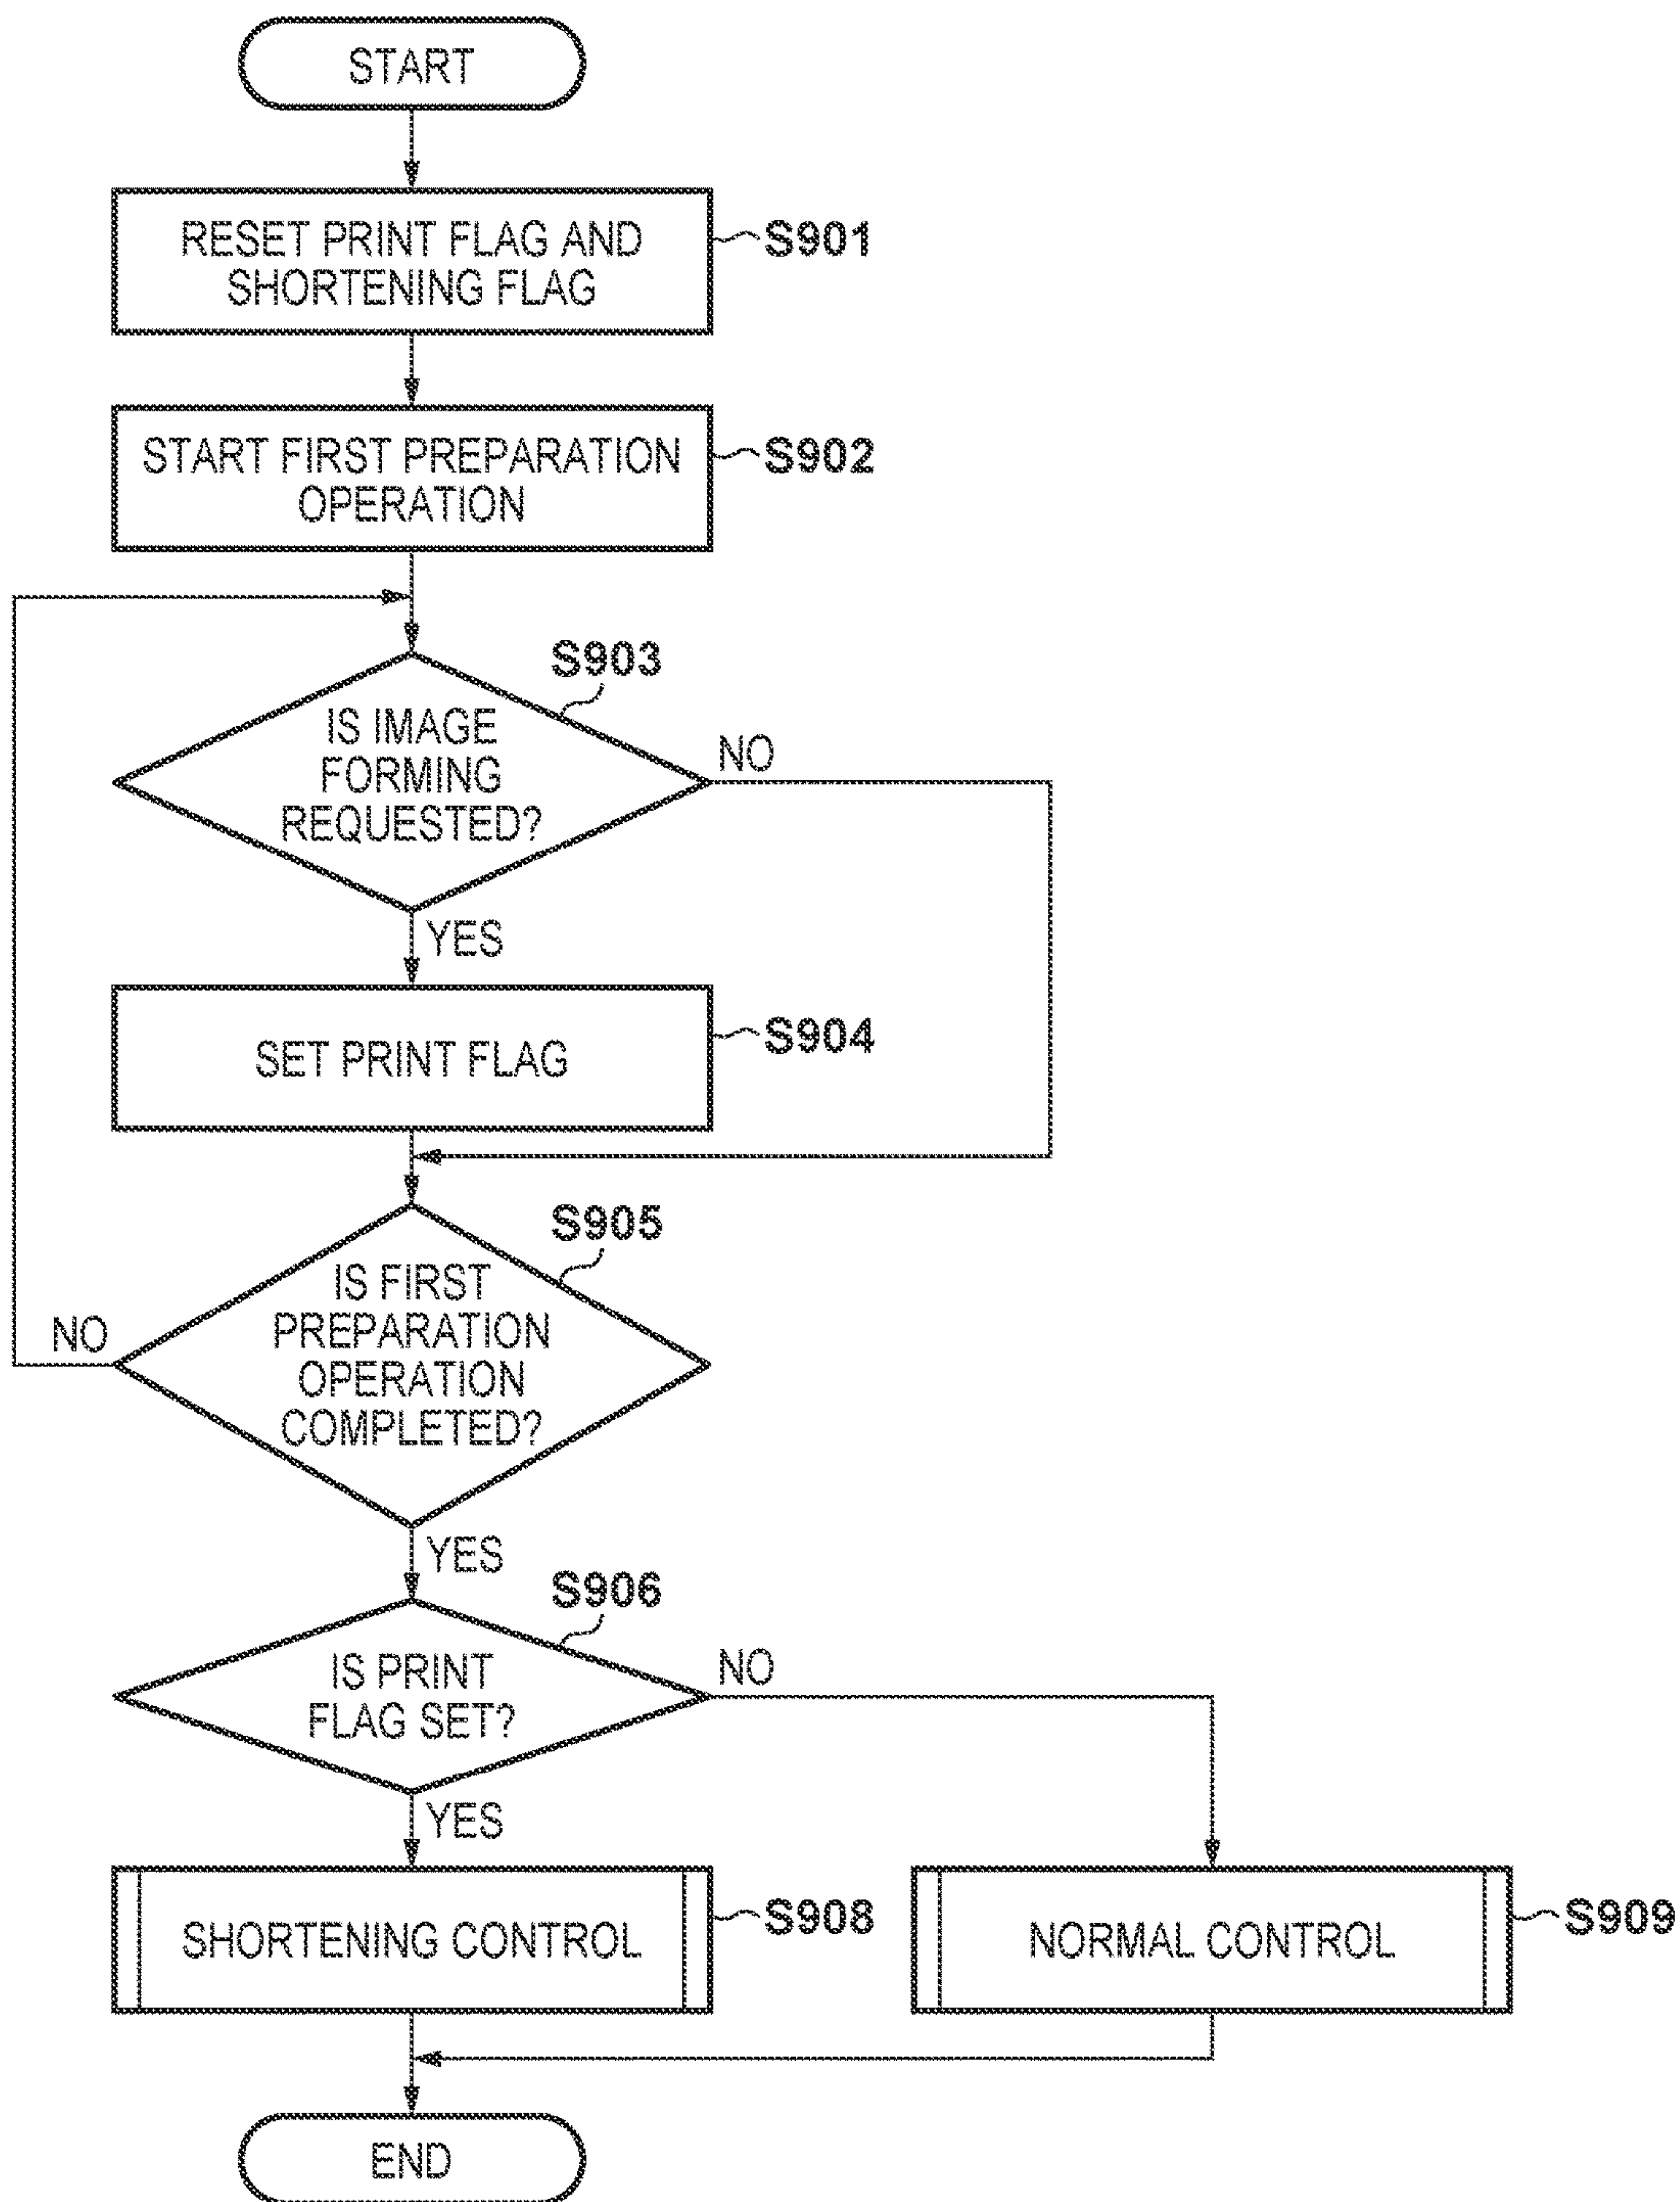 START
RESET PRINT FLAG AND
SHORTENING FLAG
S901
START FIRST PREPARATION
OPERATION
S902
S903
IS IMAGE
FORMING
REQUESTED?
NO
YES
SET PRINT FLAG
S904
S905
IS FIRST
PREPARATION
OPERATION
COMPLETED?
NO
YES
S906
IS PRINT
FLAG SET?
NO
YES
SHORTENING CONTROL
S908
NORMAL CONTROL
S909
END